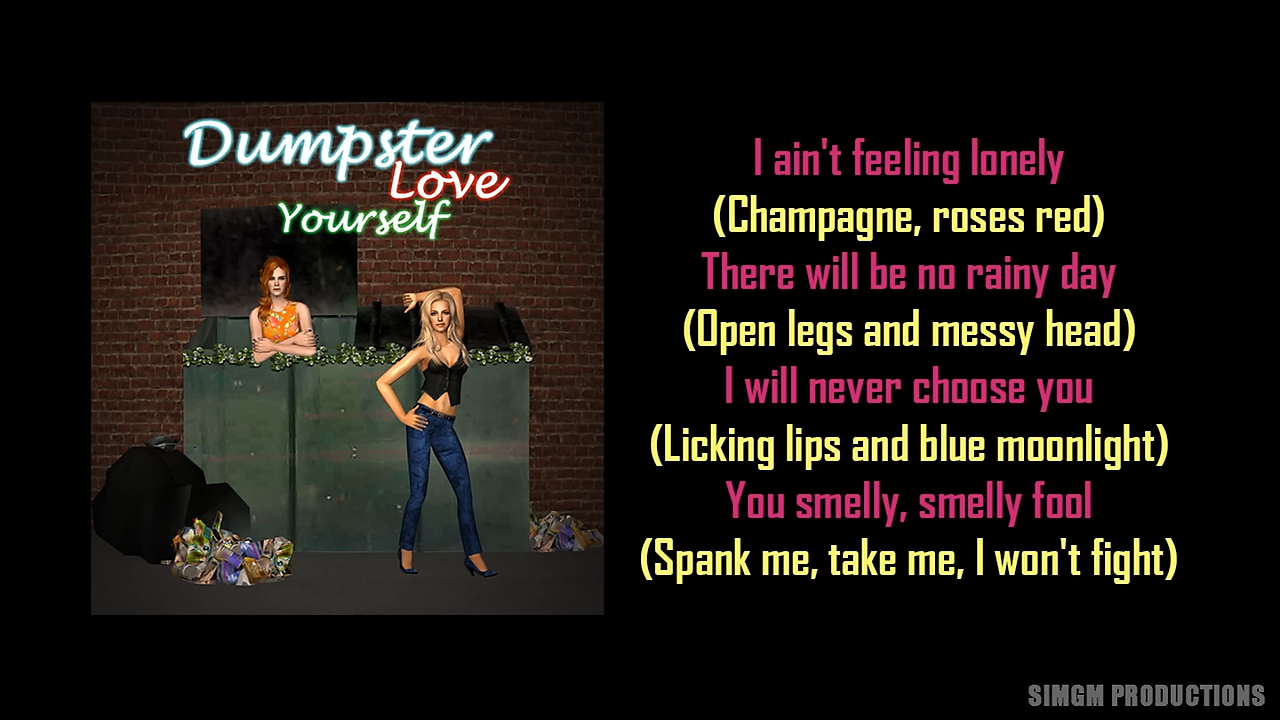 Dumpster
Love
Yourself
I ain't feeling lonely
(Champagne, roses red)
There will be no rainy day
(Open legs and messy head)
I will never choose you
(Licking lips and blue moonlight)
You smelly, smelly fool
(Spank me, take me, I won't fight)
SIMGM PRODUCTIONS